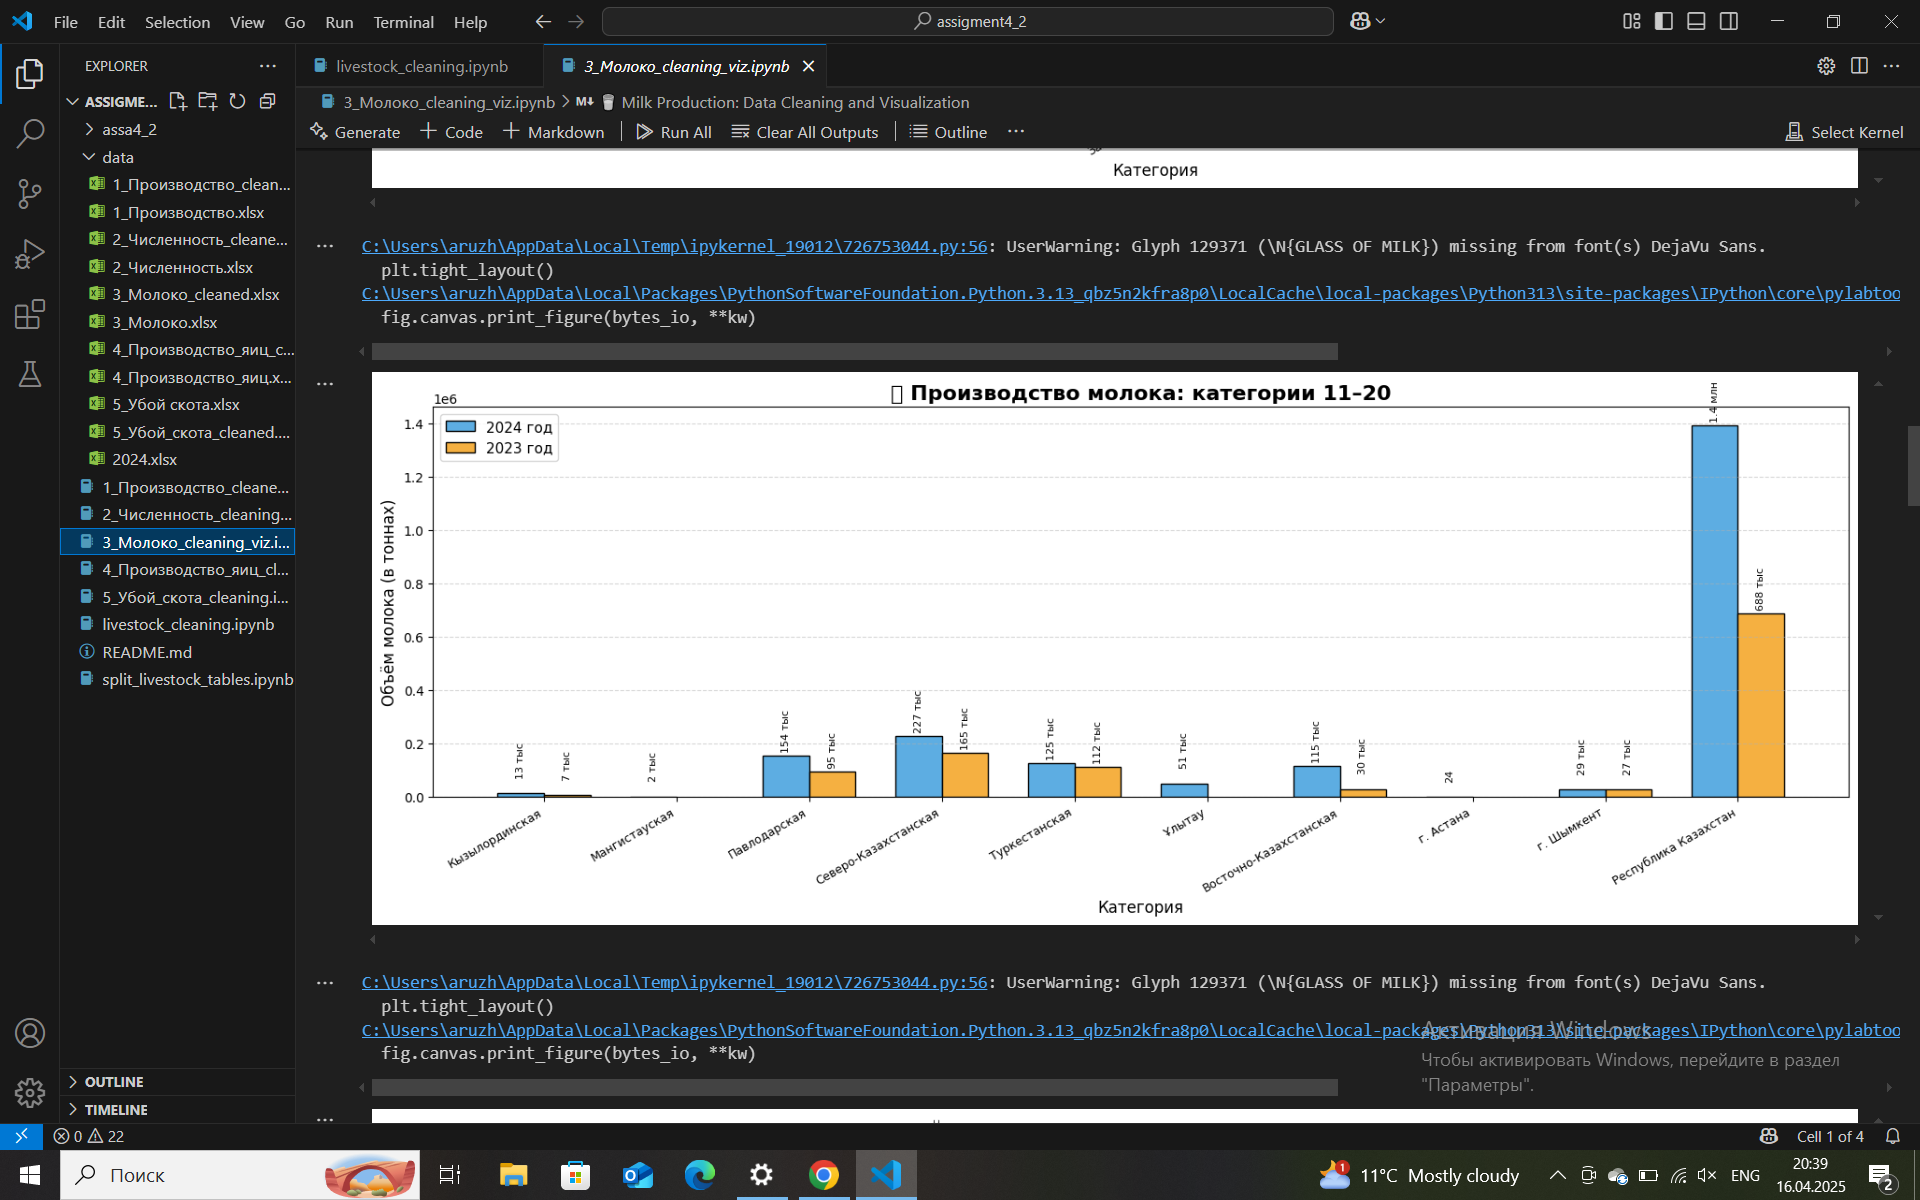 File Edit Selection View Go Run Terminal Help
assigment4_2
EXPLORER
livestock_cleaning.ipynb
3_Молоко_cleaning_viz.ipynb
ASSIGME...
3_Молоко_cleaning_viz.ipynb > M↓ Milk Production: Data Cleaning and Visualization
Generate + Code + Markdown Run All Clear All Outputs Outline ...
Select Kernel
assa4_2
data
1_Производство_clean...
1_Производство.xlsx
2_Численность_cleane...
2_Численность.xlsx
3_Молоко_cleaned.xlsx
3_Молоко.xlsx
4_Производство_яиц_c...
4_Производство_яиц.x...
5_Убой скота.xlsx
5_Убой_скота_cleaned....
2024.xlsx
1_Производство_cleane...
2_Численность_cleaning...
3_Молоко_cleaning_viz.i...
4_Производство_яиц_cl...
5_Убой_скота_cleaning.i...
livestock_cleaning.ipynb
README.md
split_livestock_tables.ipynb
OUTLINE
TIMELINE
Категория
C:\Users\aruzh\AppData\Local\Temp\ipykernel_19012\726753044.py:56: UserWarning: Glyph 129371 (\N{GLASS OF MILK}) missing from font(s) DejaVu Sans.
plt.tight_layout()
C:\Users\aruzh\AppData\Local\Packages\PythonSoftwareFoundation.Python.3.13_qbz5n2kfra8p0\LocalCache\local-packages\Python313\site-packages\IPython\core\pylabtoo
fig.canvas.print_figure(bytes_io, **kw)
Производство молока: категории 11–20
1e6
2024 год
2023 год
Объём молока (в тоннах)
1.4
1.2
1.0
0.8
0.6
0.4
0.2
0.0
13 тыс
7 тыс
2 тыс
154 тыс
95 тыс
227 тыс
165 тыс
125 тыс
112 тыс
51 тыс
115 тыс
30 тыс
24
29 тыс
27 тыс
1.4 млн
688 тыс
Кызылординская
Мангистауская
Павлодарская
Северо-Казахстанская
Туркестанская
Ұлытау
Восточно-Казахстанская
г. Астана
г. Шымкент
Республика Казахстан
Категория
C:\Users\aruzh\AppData\Local\Temp\ipykernel_19012\726753044.py:56: UserWarning: Glyph 129371 (\N{GLASS OF MILK}) missing from font(s) DejaVu Sans.
plt.tight_layout()
C:\Users\aruzh\AppData\Local\Packages\PythonSoftwareFoundation.Python.3.13_qbz5n2kfra8p0\LocalCache\local-packages\Python313\site-packages\IPython\core\pylabtoo
fig.canvas.print_figure(bytes_io, **kw)
Активация Windows
Чтобы активировать Windows, перейдите в раздел
"Параметры".
0 22
Cell 1 of 4
Поиск
1
11°C Mostly cloudy
ENG
20:39
16.04.2025
2